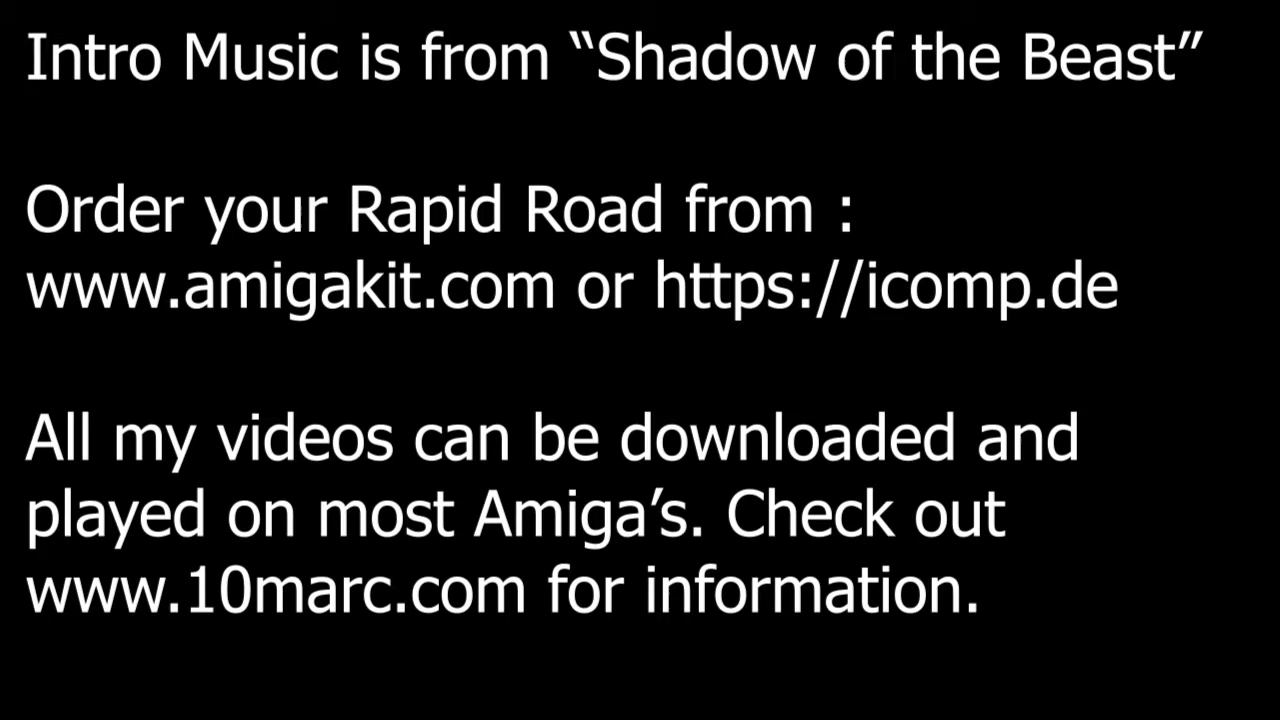 Intro Music is from “Shadow of the Beast”
Order your Rapid Road from :
www.amigakit.com or https://icomp.de
All my videos can be downloaded and
played on most Amiga’s. Check out
www.10marc.com for information.